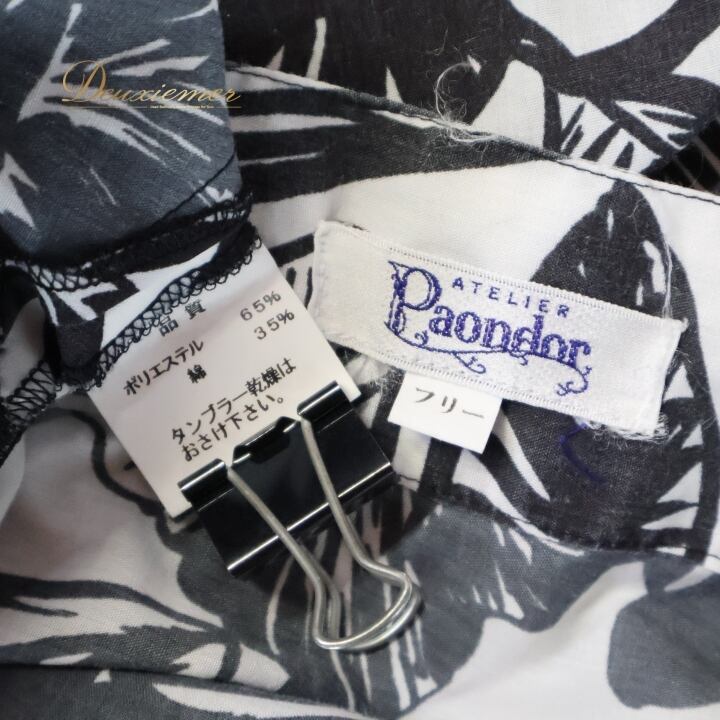 Deuxiemer
ATELIER
Paondor
フリー
品質
ポリエステル 65%
綿 35%
タンブラー乾燥は
おさけ下さい。